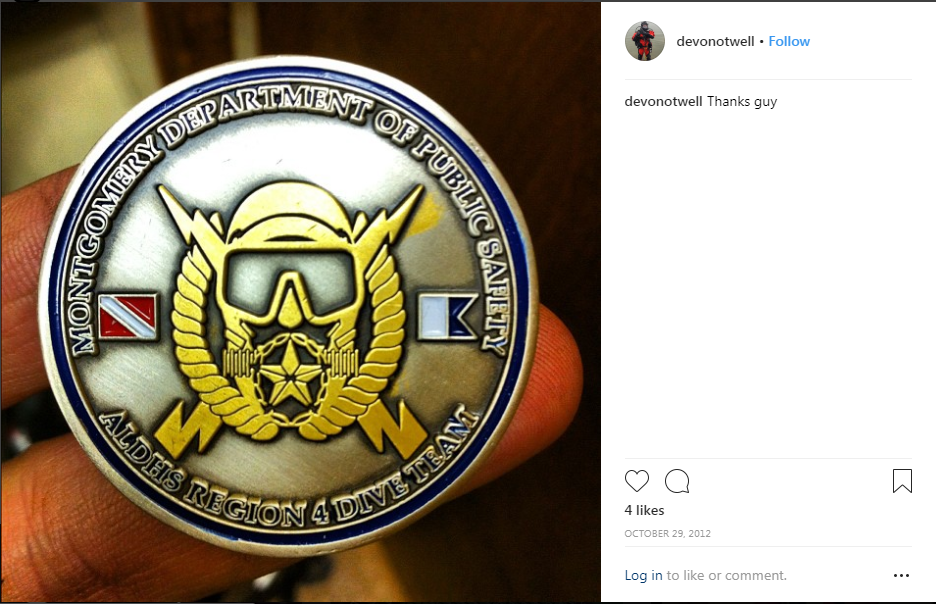 MONTGOMERY DEPARTMENT OF PUBLIC SAFETY
ALDHS REGION 4 DIVE TEAM
devonotwell • Follow
devonotwell Thanks guy
4 likes
OCTOBER 29, 2012
Log in to like or comment.